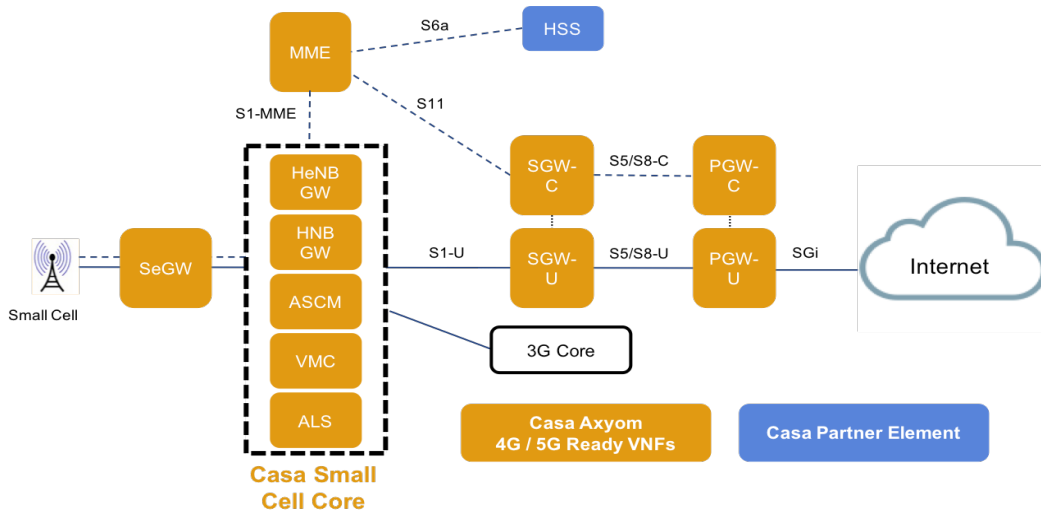 S6a
HSS
MME
S11
S1-MME
HeNB
GW
SGW-
C
S5/S8-C
PGW-
C
HNB
GW
SeGW
S1-U
SGW-
U
S5/S8-U
PGW-
U
SGi
Internet
Small Cell
ASCM
3G Core
VMC
ALS
Casa Axyom
4G / 5G Ready VNFs
Casa Partner Element
Casa Small
Cell Core